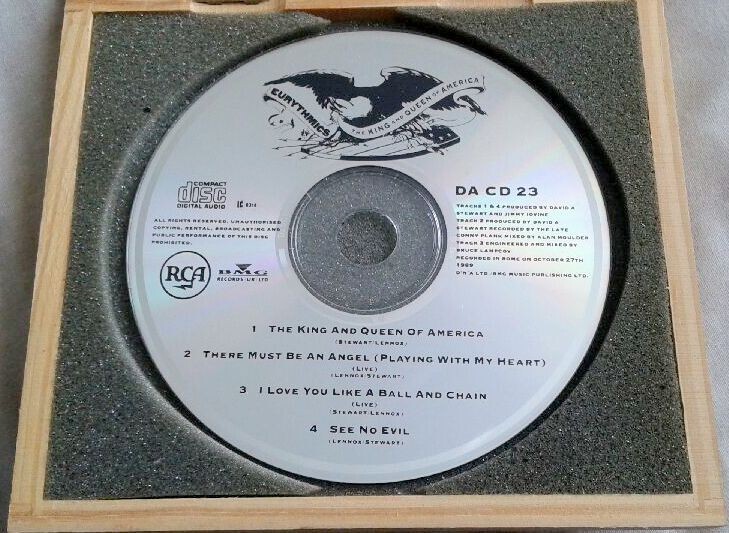 EURYTHMICS
THE KING AND QUEEN OF AMERICA
COMPACT
disc
DIGITAL AUDIO
DA CD 23
ALL RIGHTS RESERVED. UNAUTHORISED
COPYING, RENTAL, BROADCASTING AND
PUBLIC PERFORMANCE OF THIS DISC
PROHIBITED.
TRACKS 1 & 4 PRODUCED BY DAVID A
STEWART AND JIMMY IOVINE
TRACK 2 PRODUCED BY DAVID A
STEWART RECORDED BY THE LATE
CONNY PLANK MIXED BY ALAN MOULDER
TRACK 3 ENGINEERED AND MIXED BY
BRUCE LAMPCOV
RECORDED IN ROME ON OCTOBER 27TH
1989
D'N'A LTD./BMG MUSIC PUBLISHING LTD.
RCA
BMG
RECORDS (UK) LTD
1 THE KING AND QUEEN OF AMERICA
(STEWART/LENNOX)
2 THERE MUST BE AN ANGEL (PLAYING WITH MY HEART)
(LIVE)
(LENNOX/STEWART)
3 I LOVE YOU LIKE A BALL AND CHAIN
(LIVE)
(STEWART/LENNOX)
4 SEE NO EVIL
(LENNOX/STEWART)